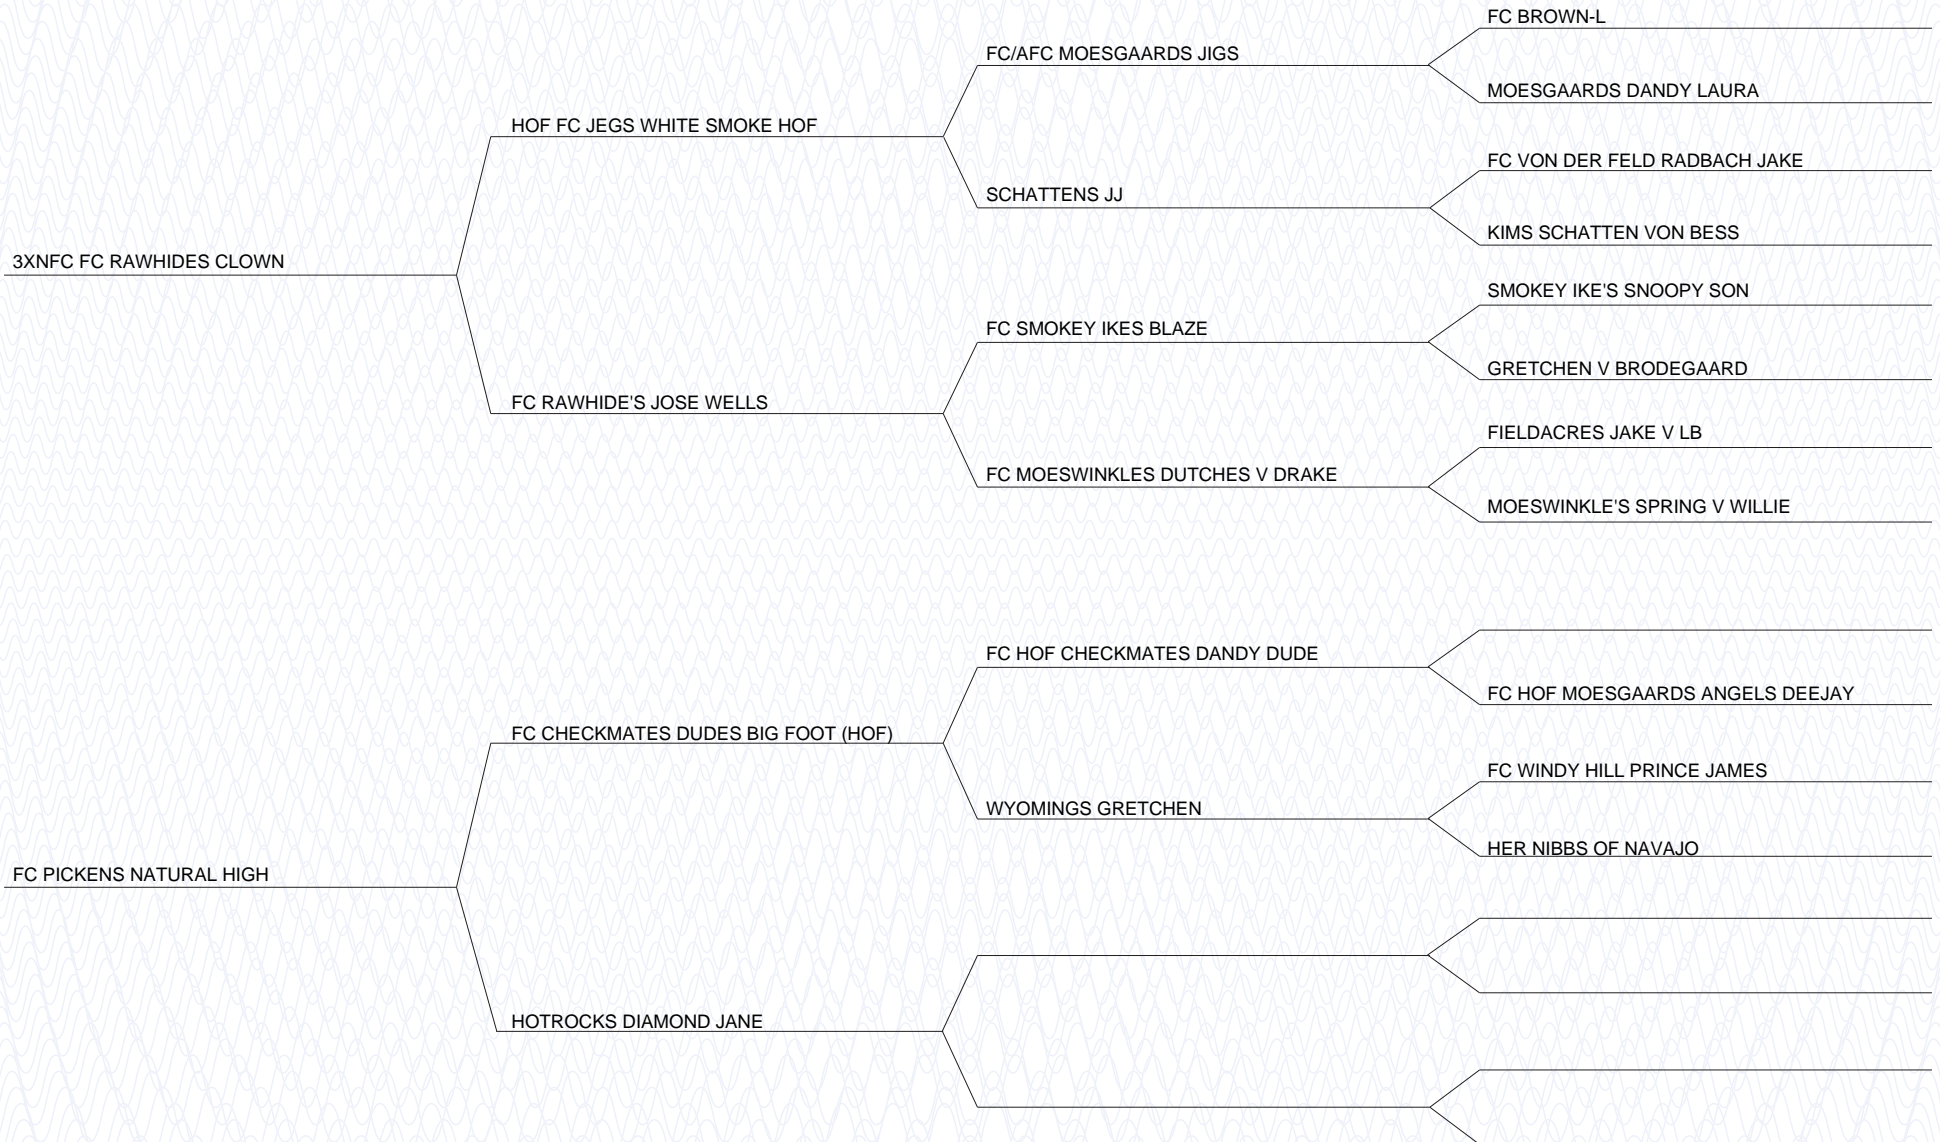 FC BROWN-L
FC/AFC MOESGAARDS JIGS
MOESGAARDS DANDY LAURA
HOF FC JEGS WHITE SMOKE HOF
FC VON DER FELD RADBACH JAKE
SCHATTENS JJ
KIMS SCHATTEN VON BESS
3XNFC FC RAWHIDES CLOWN
SMOKEY IKE'S SNOOPY SON
FC SMOKEY IKES BLAZE
GRETCHEN V BRODEGAARD
FC RAWHIDE'S JOSE WELLS
FIELDACRES JAKE V LB
FC MOESWINKLES DUTCHES V DRAKE
MOESWINKLE'S SPRING V WILLIE
FC HOF CHECKMATES DANDY DUDE
FC HOF MOESGAARDS ANGELS DEEJAY
FC CHECKMATES DUDES BIG FOOT (HOF)
FC WINDY HILL PRINCE JAMES
WYOMINGS GRETCHEN
HER NIBBS OF NAVAJO
FC PICKENS NATURAL HIGH
HOTROCKS DIAMOND JANE